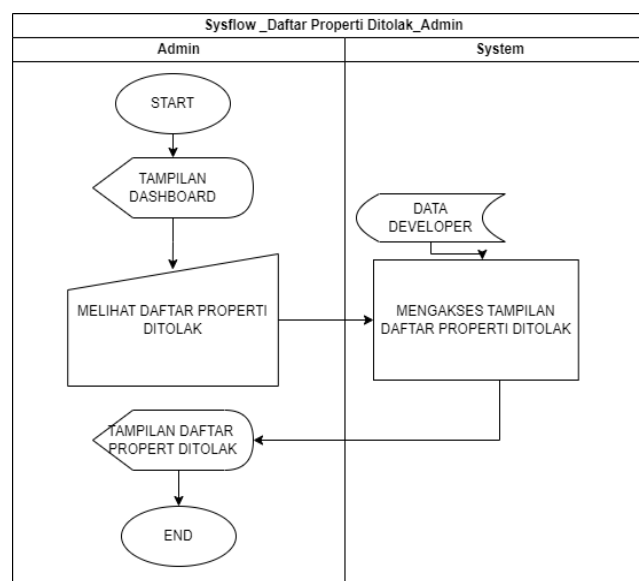 Sysflow _Daftar Properti Ditolak_Admin
Admin
System
START
TAMPILAN
DASHBOARD
DATA
DEVELOPER
MELIHAT DAFTAR PROPERTI
DITOLAK
MENGAKSES TAMPILAN
DAFTAR PROPERTI DITOLAK
TAMPILAN DAFTAR
PROPERT DITOLAK
END